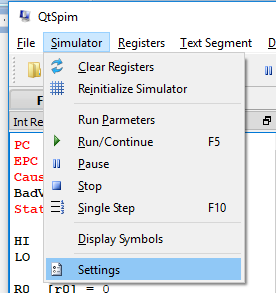 QtSpim
File Simulator Registers Text Segment D
Clear Registers
F
Reinitialize Simulator
Int Re
Run Parmeters
PC
Run/Continue F5
EPC
Pause
Caus
BadV
Stop
Stat
Single Step F10
HI
Display Symbols
LO
Settings
R0 [r0] = 0